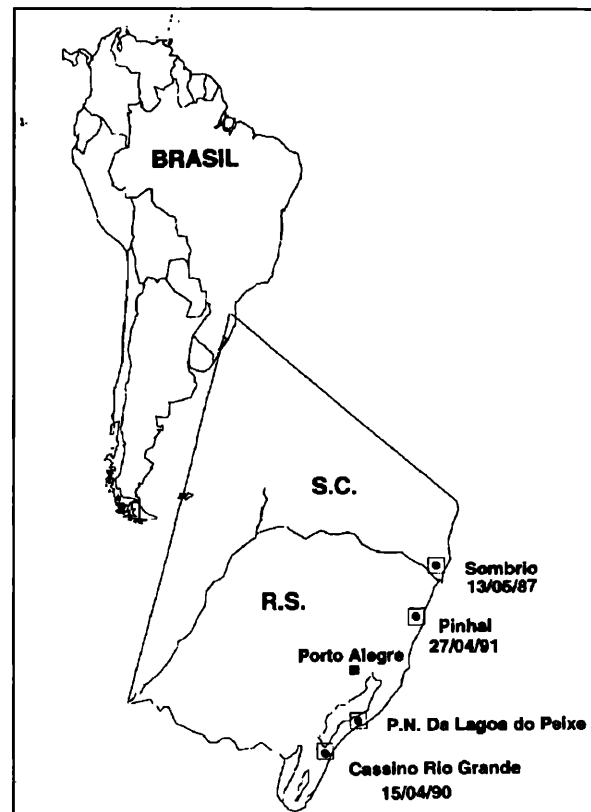 BRASIL
S.C.
Sombrio
13/05/87
R.S.
Pinhal
27/04/91
Porto Alegre
P.N. Da Lagoa do Peixe
Cassino Rio Grande
15/04/90